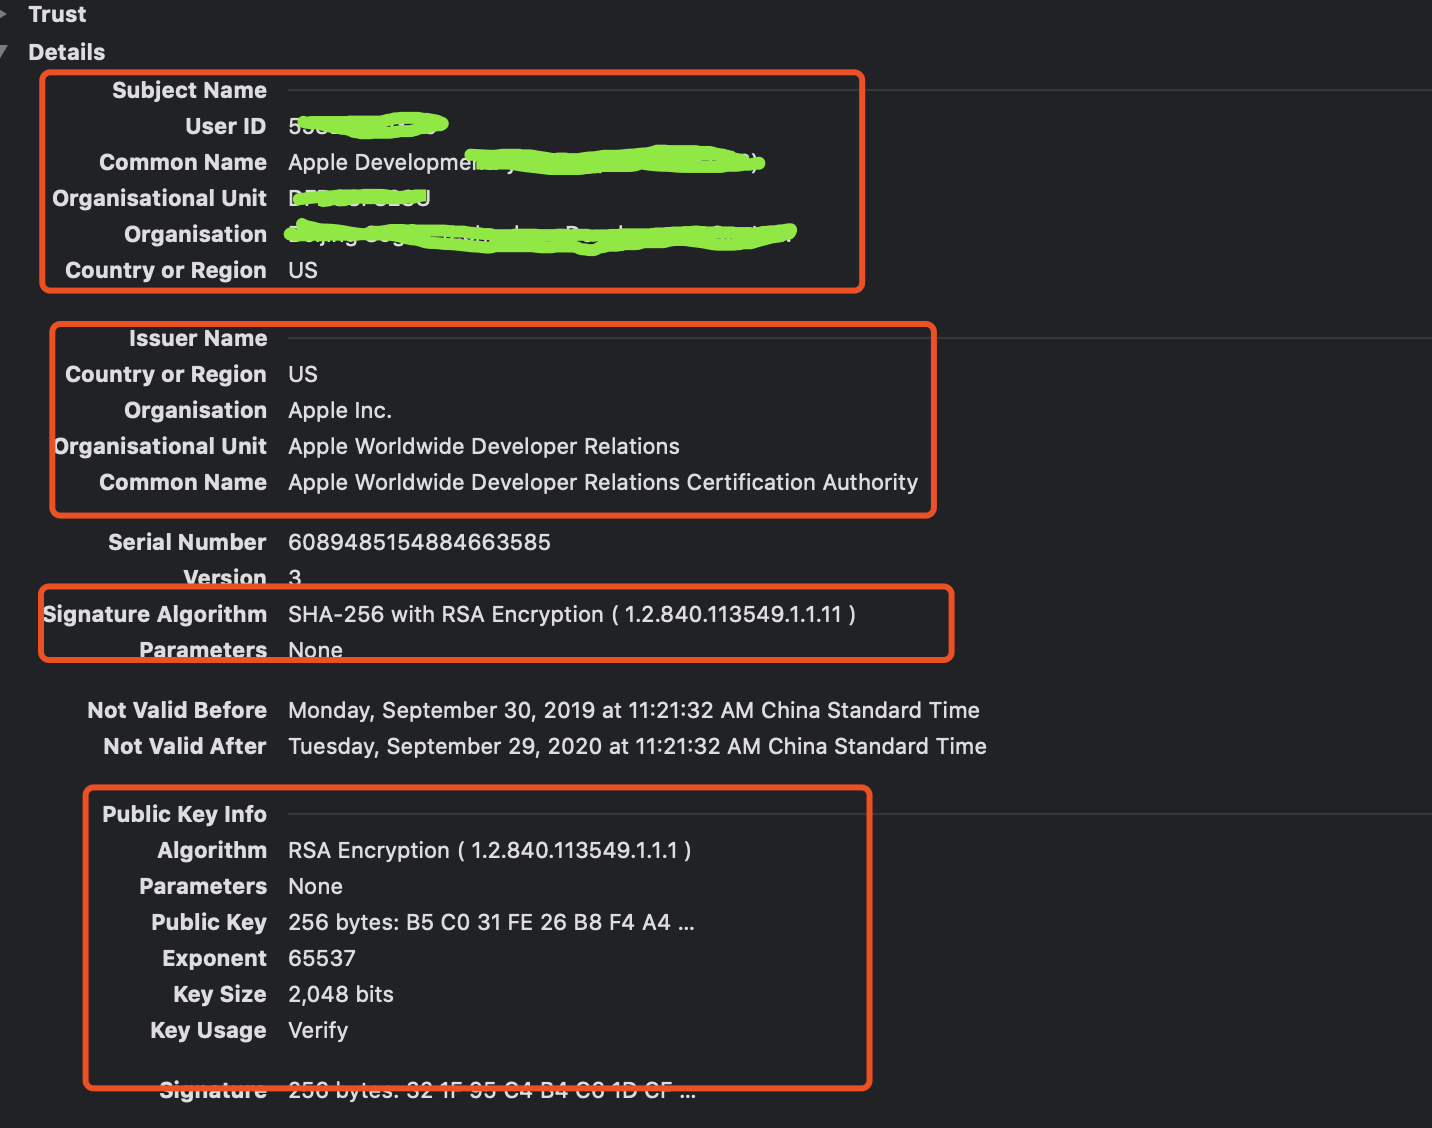 Trust
Details
Subject Name
User ID
Common Name Apple
Organisational Unit
Organisation
Country or Region US
Issuer Name
Country or Region US
Organisation Apple Inc.
Organisational Unit Apple Worldwide Developer Relations
Common Name Apple Worldwide Developer Relations Certification Authority
Serial Number 6089485154884663585
Version 3
Signature Algorithm SHA-256 with RSA Encryption ( 1.2.840.113549.1.1.11 )
Parameters None
Not Valid Before Monday, September 30, 2019 at 11:21:32 AM China Standard Time
Not Valid After Tuesday, September 29, 2020 at 11:21:32 AM China Standard Time
Public Key Info
Algorithm RSA Encryption ( 1.2.840.113549.1.1.1 )
Parameters None
Public Key 256 bytes: B5 C0 31 FE 26 B8 F4 A4 ...
Exponent 65537
Key Size 2,048 bits
Key Usage Verify
Signature 256 bytes: 32 1F 95 C4 B4 C6 1D CF ...